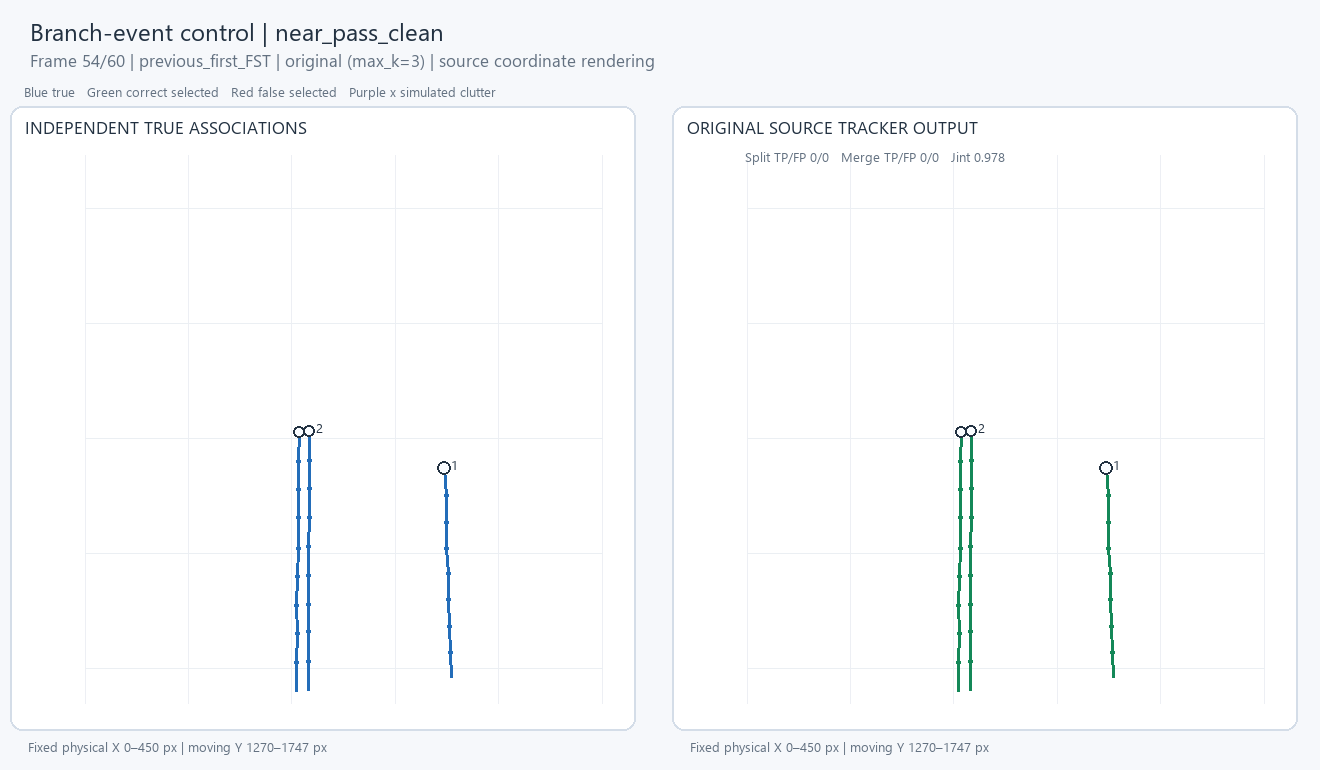 Branch-event control | near_pass_clean
Frame 54/60 | previous_first_FST | original (max_k=3) | source coordinate rendering
Blue true Green correct selected Red false selected Purple x simulated clutter
INDEPENDENT TRUE ASSOCIATIONS
2
1
Fixed physical X 0–450 px | moving Y 1270–1747 px
ORIGINAL SOURCE TRACKER OUTPUT
Split TP/FP 0/0 Merge TP/FP 0/0 Jint 0.978
2
1
Fixed physical X 0–450 px | moving Y 1270–1747 px